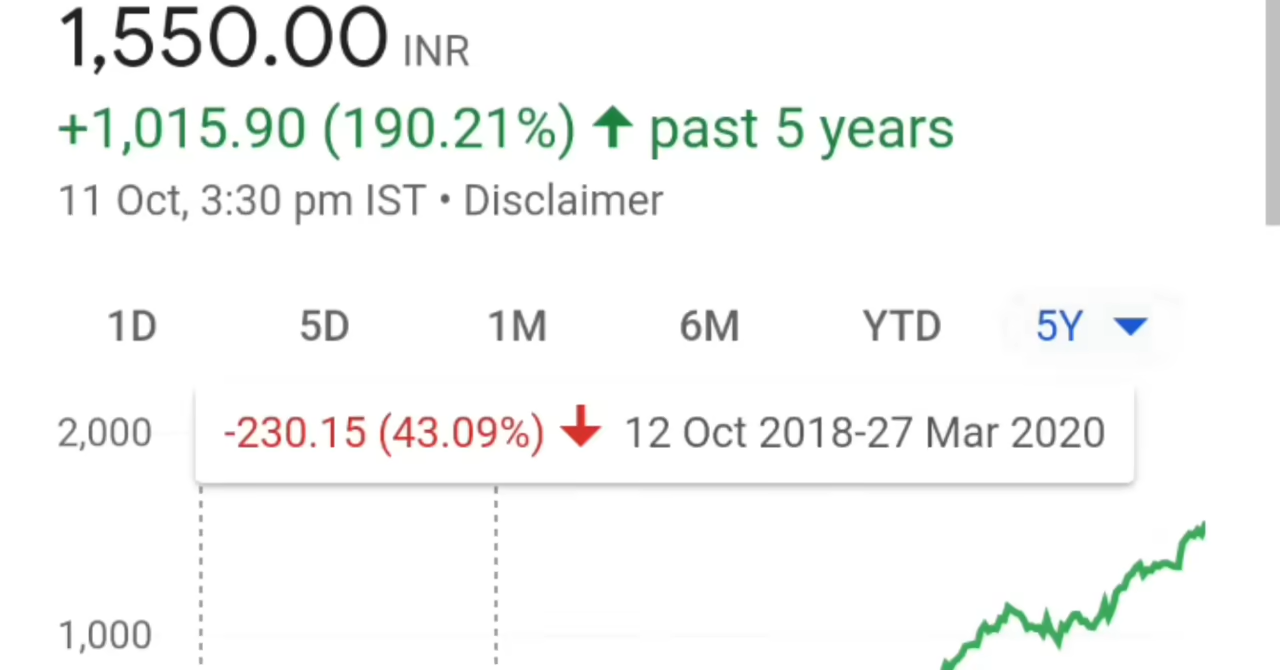 1,550.00 INR
+1,015.90 (190.21%) ↑ past 5 years
11 Oct, 3:30 pm IST • Disclaimer
1D 5D 1M 6M YTD 5Y
2,000
-230.15 (43.09%) ↓ 12 Oct 2018-27 Mar 2020
1,000